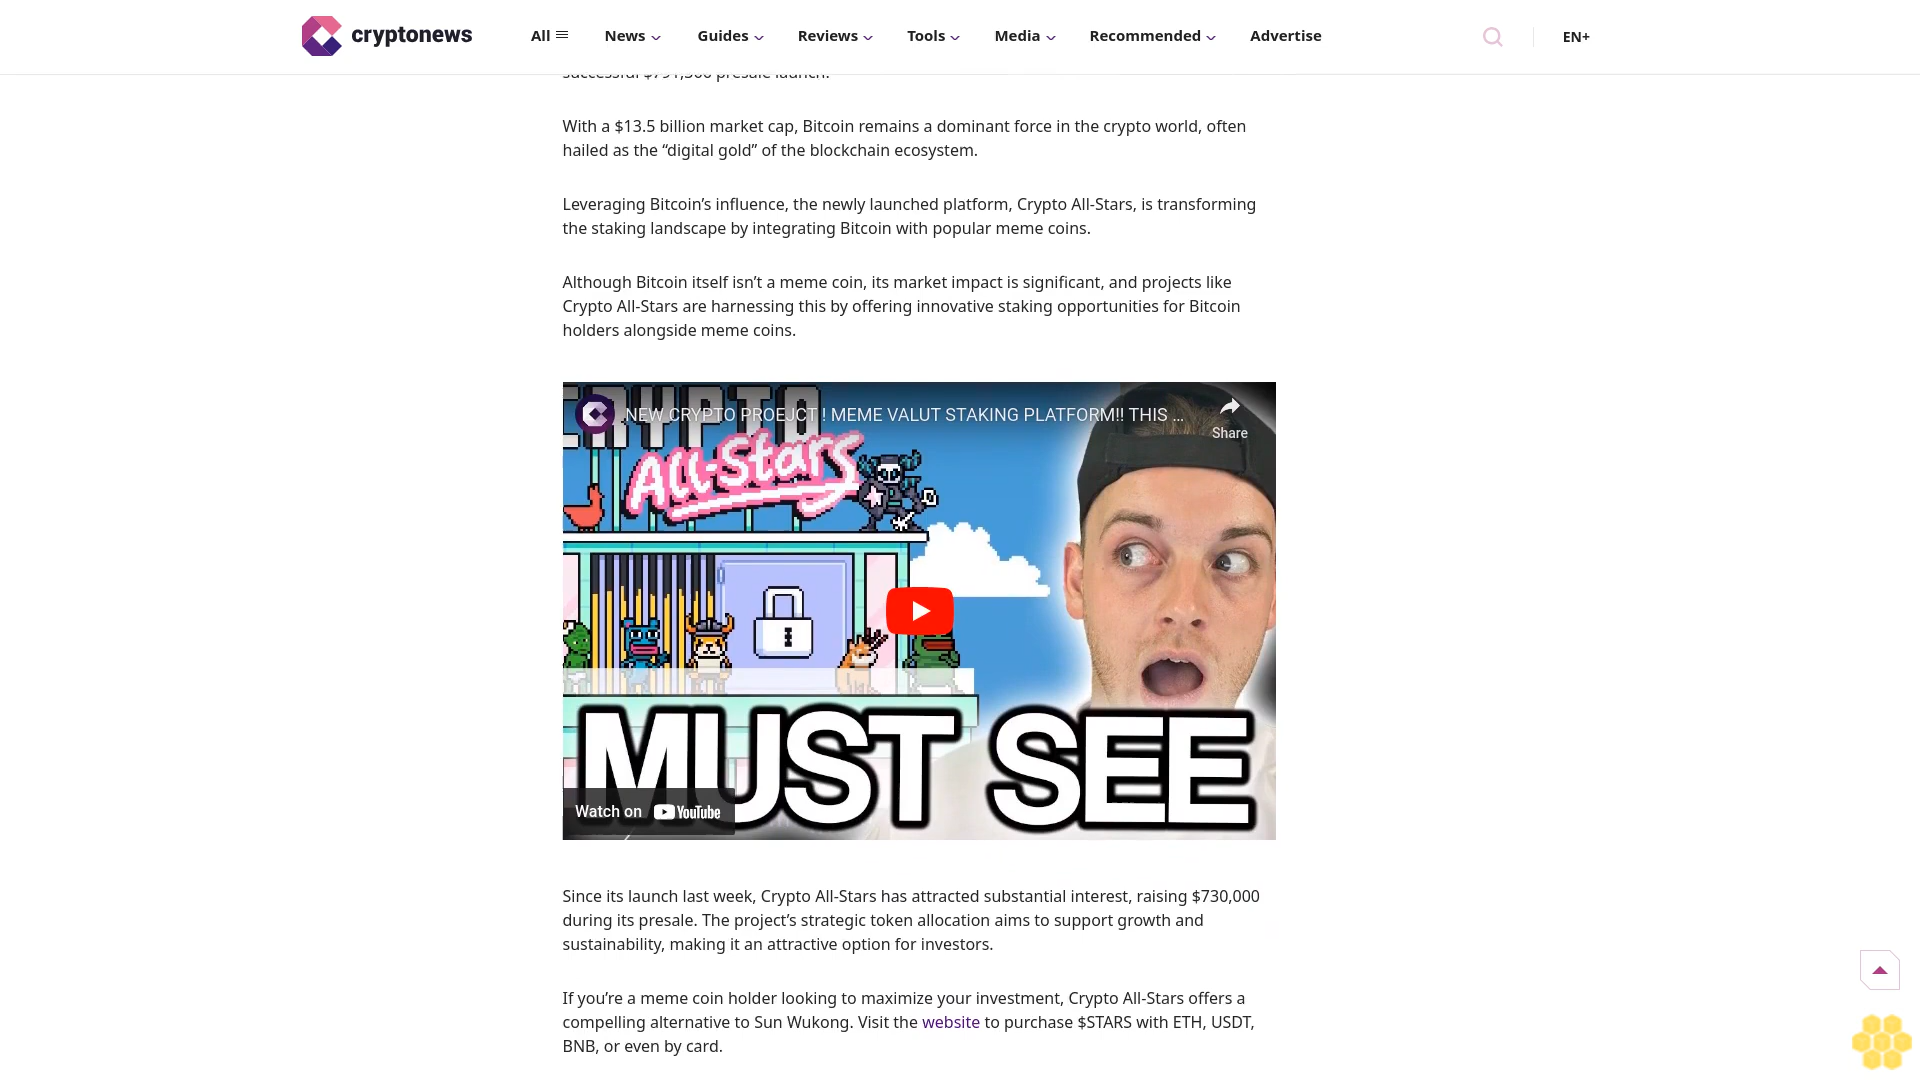 cryptonews
All
News
Guides
Reviews
Tools
Media
Recommended
Advertise
EN+
successful $791,500 presale launch.
With a $13.5 billion market cap, Bitcoin remains a dominant force in the crypto world, often
hailed as the “digital gold” of the blockchain ecosystem.
Leveraging Bitcoin’s influence, the newly launched platform, Crypto All-Stars, is transforming
the staking landscape by integrating Bitcoin with popular meme coins.
Although Bitcoin itself isn’t a meme coin, its market impact is significant, and projects like
Crypto All-Stars are harnessing this by offering innovative staking opportunities for Bitcoin
holders alongside meme coins.
CRYPTO
NEW CRYPTO PROEJCT ! MEME VALUT STAKING PLATFORM!! THIS ...
Share
All-Stars
MUST SEE
Watch on YouTube
Since its launch last week, Crypto All-Stars has attracted substantial interest, raising $730,000
during its presale. The project’s strategic token allocation aims to support growth and
sustainability, making it an attractive option for investors.
If you’re a meme coin holder looking to maximize your investment, Crypto All-Stars offers a
compelling alternative to Sun Wukong. Visit the website to purchase $STARS with ETH, USDT,
BNB, or even by card.